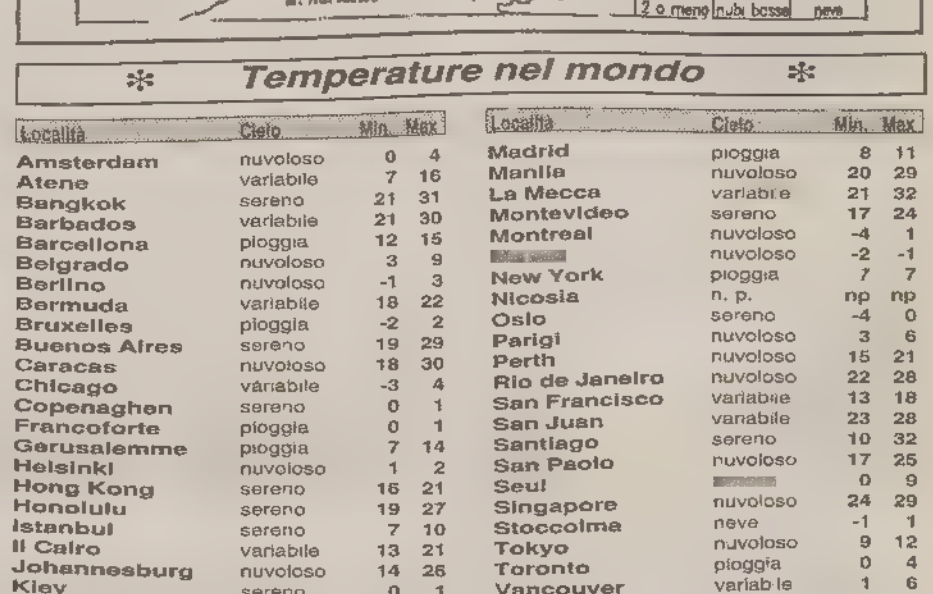 2 o meno nubi basse neve
* Temperature nel mondo *
Località Cielo Min. Max
Amsterdam nuvoloso 0 4
Atene variabile 7 16
Bangkok sereno 21 31
Barbados variabile 21 30
Barcellona pioggia 12 15
Belgrado nuvoloso 3 9
Berlino nuvoloso -1 3
Bermuda variabile 18 22
Bruxelles pioggia -2 2
Buenos Aires sereno 19 29
Caracas nuvoloso 18 30
Chicago variabile -3 4
Copenaghen sereno 0 1
Francoforte pioggia 0 1
Gerusalemme pioggia 7 14
Helsinki nuvoloso 1 2
Hong Kong sereno 16 21
Honolulu sereno 19 27
Istanbul sereno 7 10
Il Cairo variabile 13 21
Johannesburg nuvoloso 14 26
Kiev sereno 0 1
Località Cielo Min. Max
Madrid pioggia 8 11
Manila nuvoloso 20 29
La Mecca variabile 21 32
Montevideo sereno 17 24
Montreal nuvoloso -4 1
nuvoloso -2 -1
New York pioggia 7 7
Nicosia n. p. np np
Oslo sereno -4 0
Parigi nuvoloso 3 6
Perth nuvoloso 15 21
Rio de Janeiro nuvoloso 22 28
San Francisco variabile 13 18
San Juan variabile 23 28
Santiago sereno 10 32
San Paolo nuvoloso 17 25
Seul 0 9
Singapore nuvoloso 24 29
Stoccolma neve -1 1
Tokyo nuvoloso 9 12
Toronto pioggia 0 4
Vancouver variabile 1 6